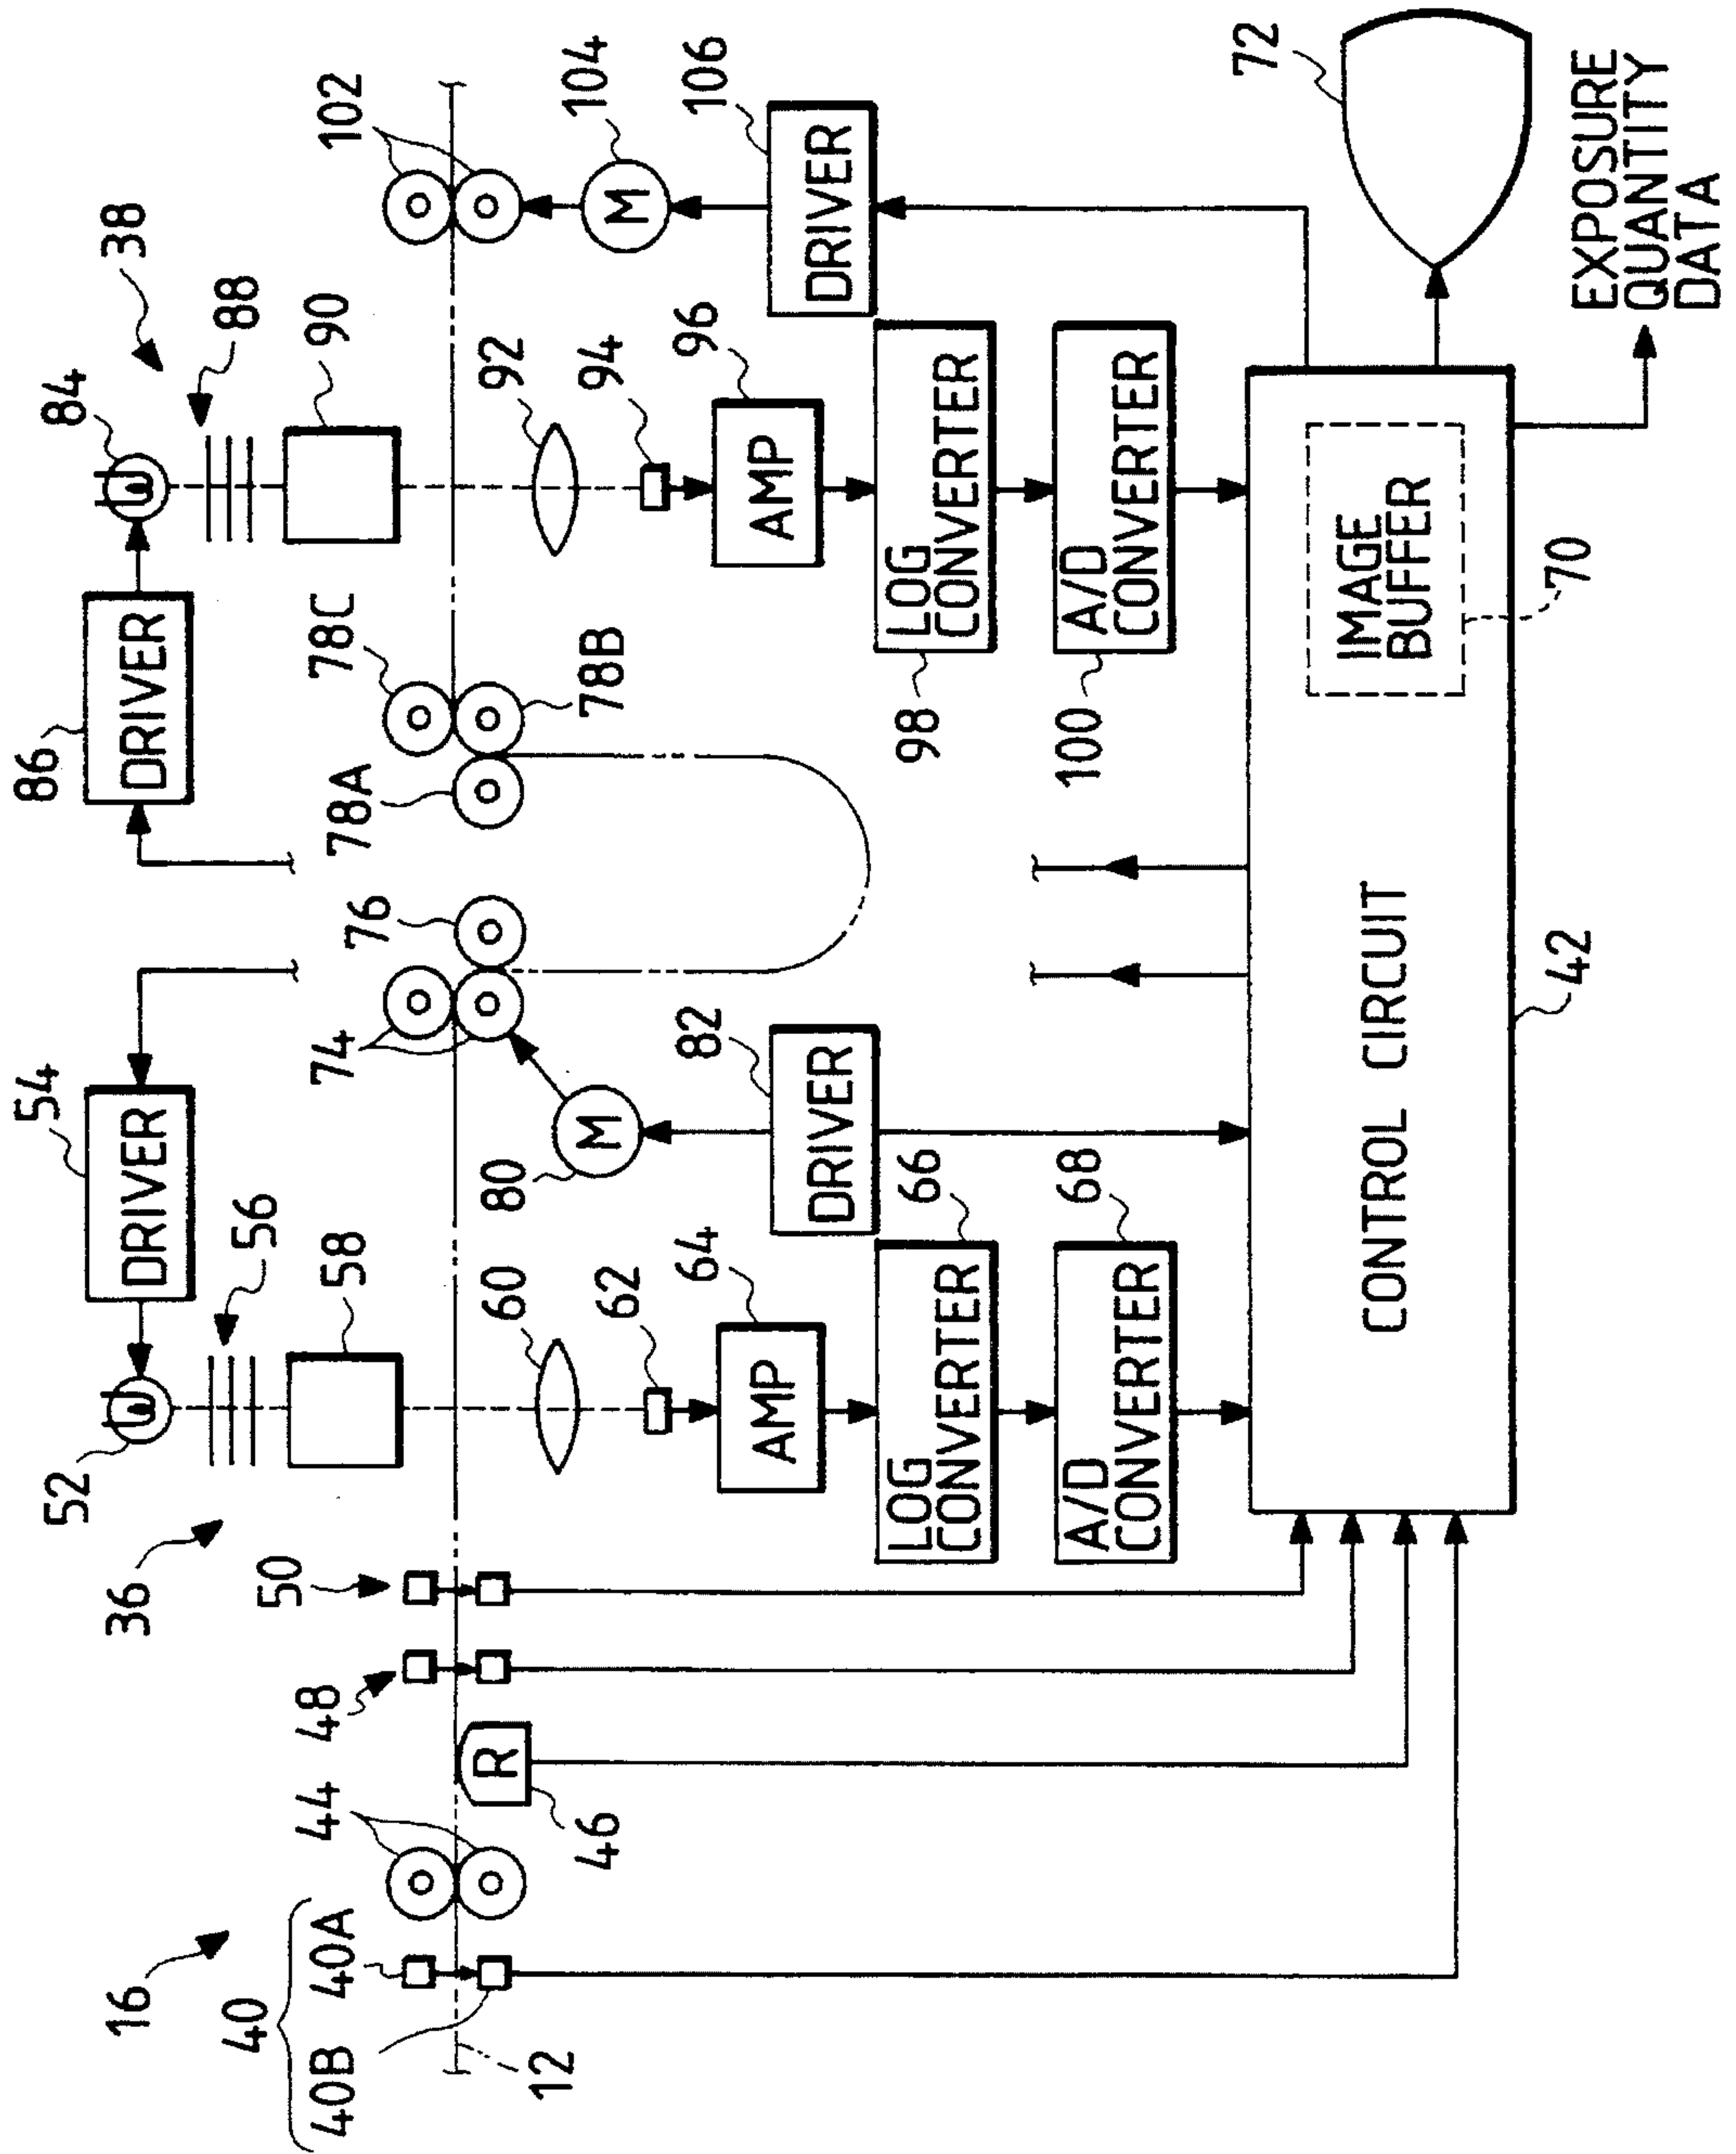 16
40
40B 40A
12
44
46
R
48
50
36
52
54
DRIVER
56
58
60
62
64
AMP
66
LOG
CONVERTER
68
A/D
CONVERTER
80
M
82
DRIVER
74
76
78A
78B
78C
86
DRIVER
84
38
88
90
92
94
96
AMP
98
LOG
CONVERTER
100
A/D
CONVERTER
102
104
M
106
DRIVER
CONTROL CIRCUIT
42
IMAGE
BUFFER
70
72
EXPOSURE
QUANTITY
DATA